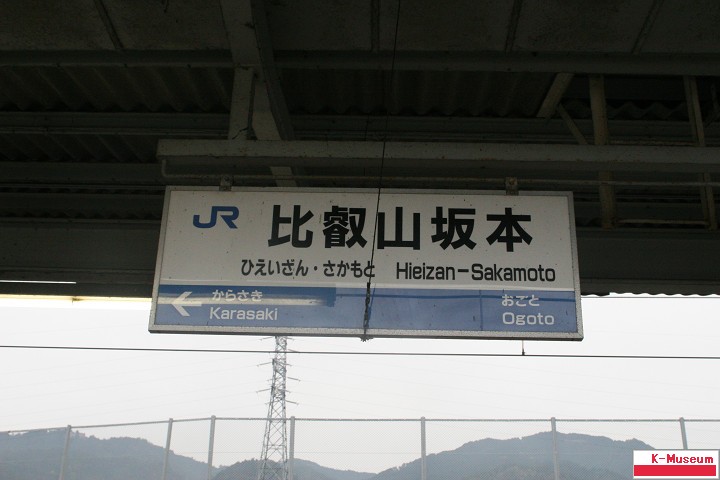 JR 比叡山坂本
ひえいざん・さかもと Hieizan-Sakamoto
からさき おごと
Karasaki Ogoto
K-Museum